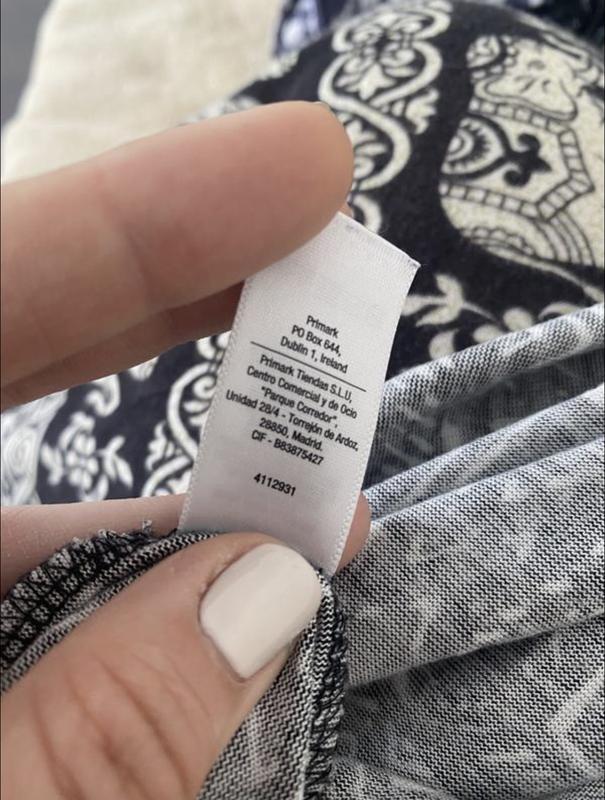 Primark
PO Box 644,
Dublin 1, Ireland
Primark Tiendas S.L.U,
Centro Comercial y de Ocio
"Parque Corredor",
Unidad 28/4 - Torrejón de Ardoz,
28850, Madrid.
CIF - B83875427
4112931